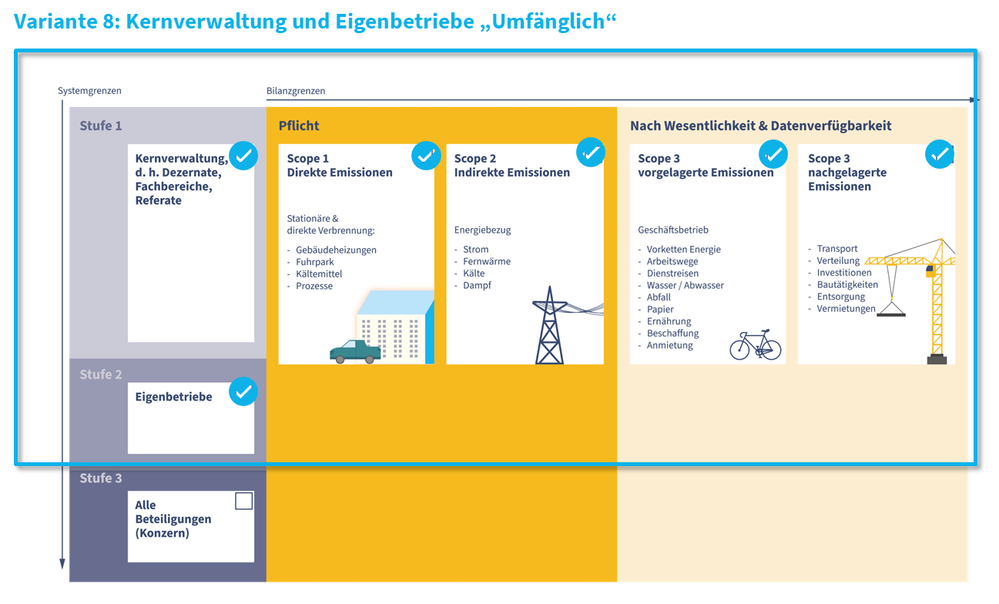 Variante 8: Kernverwaltung und Eigenbetriebe „Umfänglich“
Systemgrenzen
Bilanzgrenzen
Stufe 1
Kernverwaltung,
d. h. Dezernate,
Fachbereiche,
Referate
Pflicht
Scope 1
Direkte Emissionen
Stationäre &
direkte Verbrennung:
- Gebäudeheizungen
- Fuhrpark
- Kältemittel
- Prozesse
Scope 2
Indirekte Emissionen
Energiebezug
- Strom
- Fernwärme
- Kälte
- Dampf
Nach Wesentlichkeit & Datenverfügbarkeit
Scope 3
vorgelagerte Emissionen
Geschäftsbetrieb
- Vorketten Energie
- Arbeitswege
- Dienstreisen
- Wasser / Abwasser
- Abfall
- Papier
- Ernährung
- Beschaffung
- Anmietung
Scope 3
nachgelagerte
Emissionen
- Transport
- Verteilung
- Investitionen
- Bautätigkeiten
- Entsorgung
- Vermietungen
Stufe 2
Eigenbetriebe
Stufe 3
Alle
Beteiligungen
(Konzern)